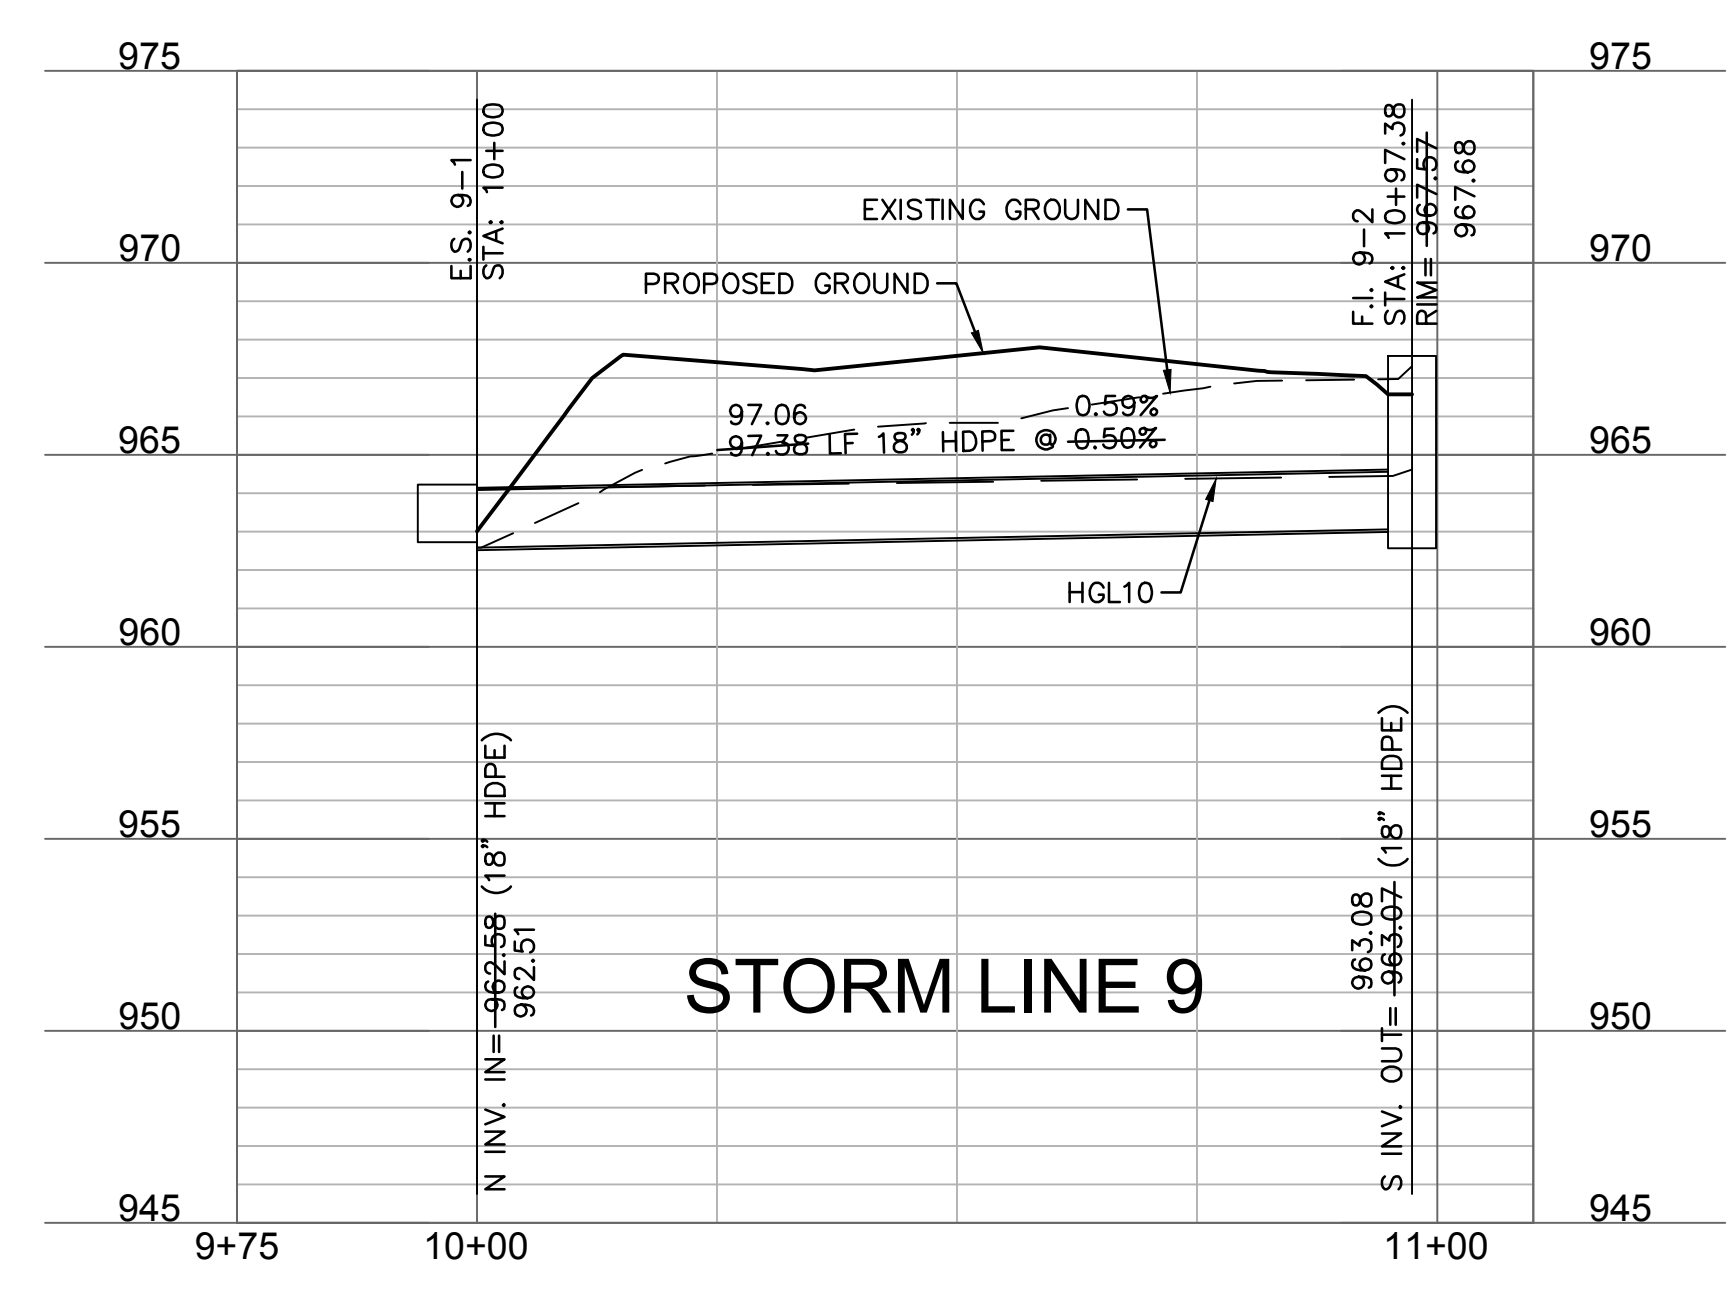 975
975
E.S. 9-1
STA: 10+00
F.I. 9-2
STA: 10+97.38
RIM= 967.57
967.68
EXISTING GROUND
970
970
PROPOSED GROUND
97.06
0.59%
97.38 LF 18” HDPE @ 0.50%
965
965
HGL10
960
960
N INV. IN= 962.58 (18” HDPE)
962.51
963.08
S INV. OUT= 963.07 (18” HDPE)
955
955
STORM LINE 9
950
950
945
945
9+75
10+00
11+00